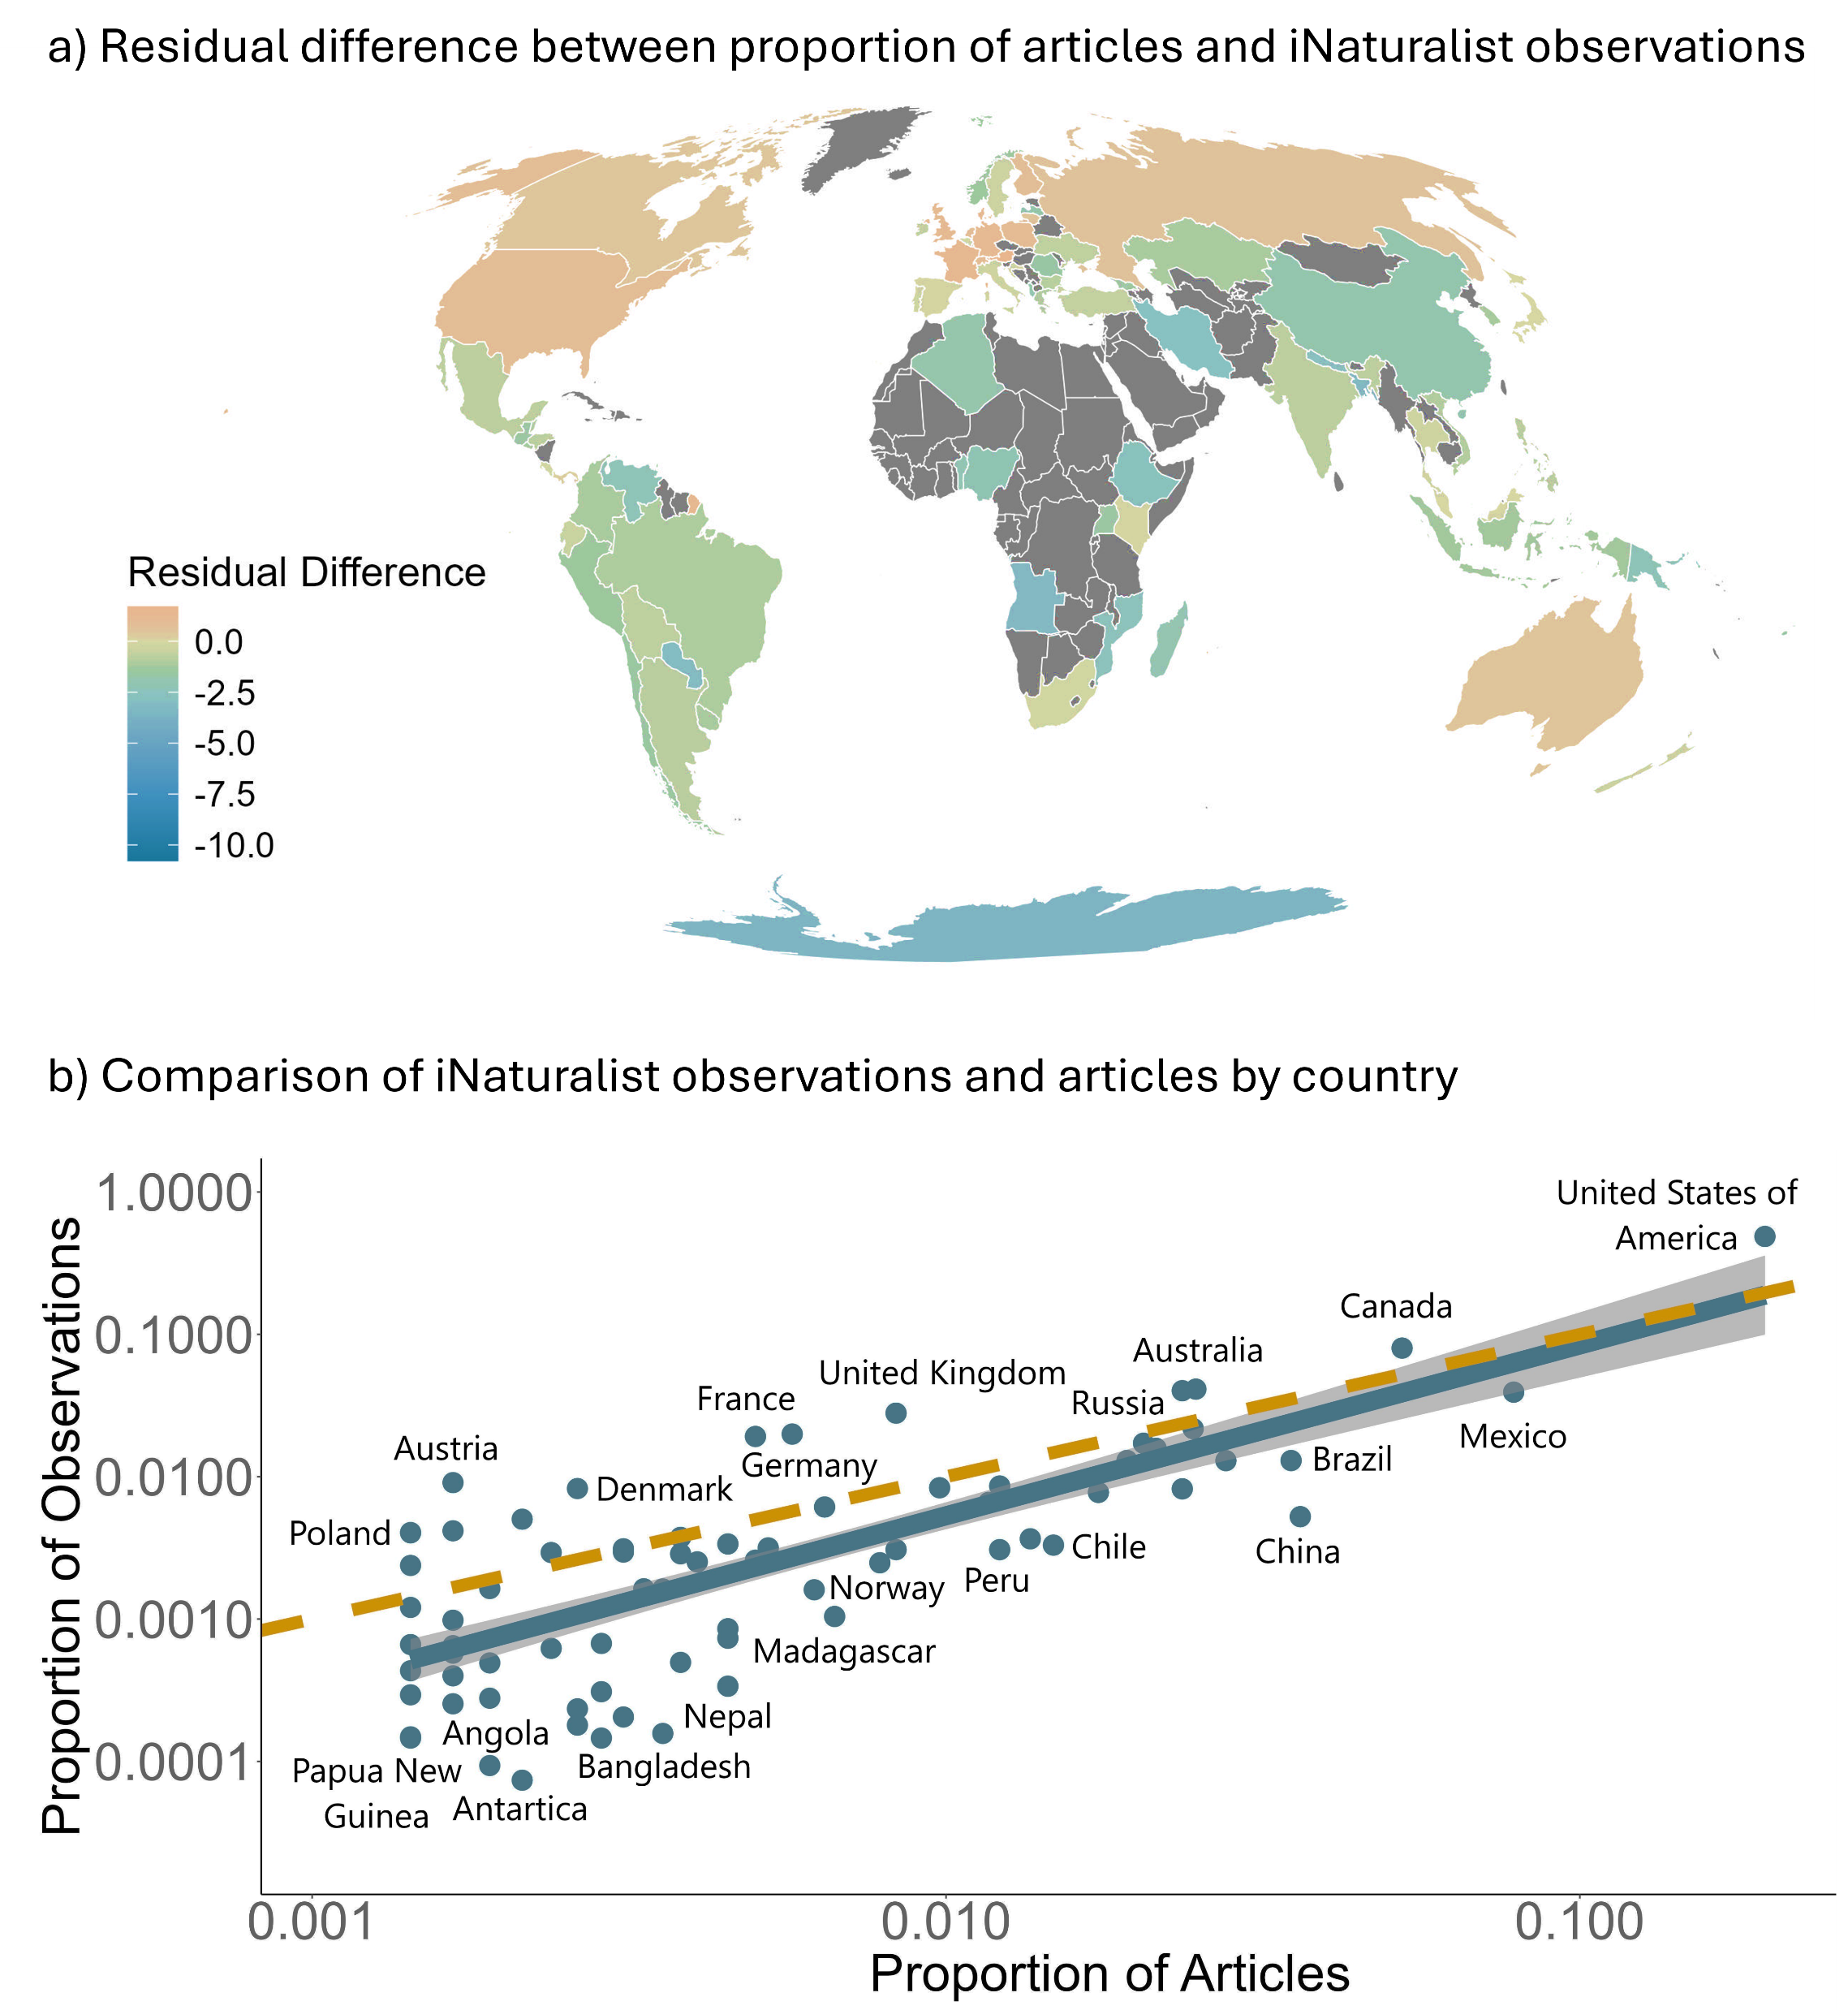 a) Residual difference between proportion of articles and iNaturalist observations
Residual Difference
0.0
-2.5
-5.0
-7.5
-10.0
b) Comparison of iNaturalist observations and articles by country
Proportion of Observations
1.0000
0.1000
0.0100
0.0010
0.0001
United States of
America
Canada
Australia
United Kingdom
Russia
France
Mexico
Austria
Brazil
Germany
Denmark
Poland
Chile
China
Peru
Norway
Madagascar
Nepal
Angola
Bangladesh
Papua New
Guinea
Antartica
0.001
0.010
0.100
Proportion of Articles